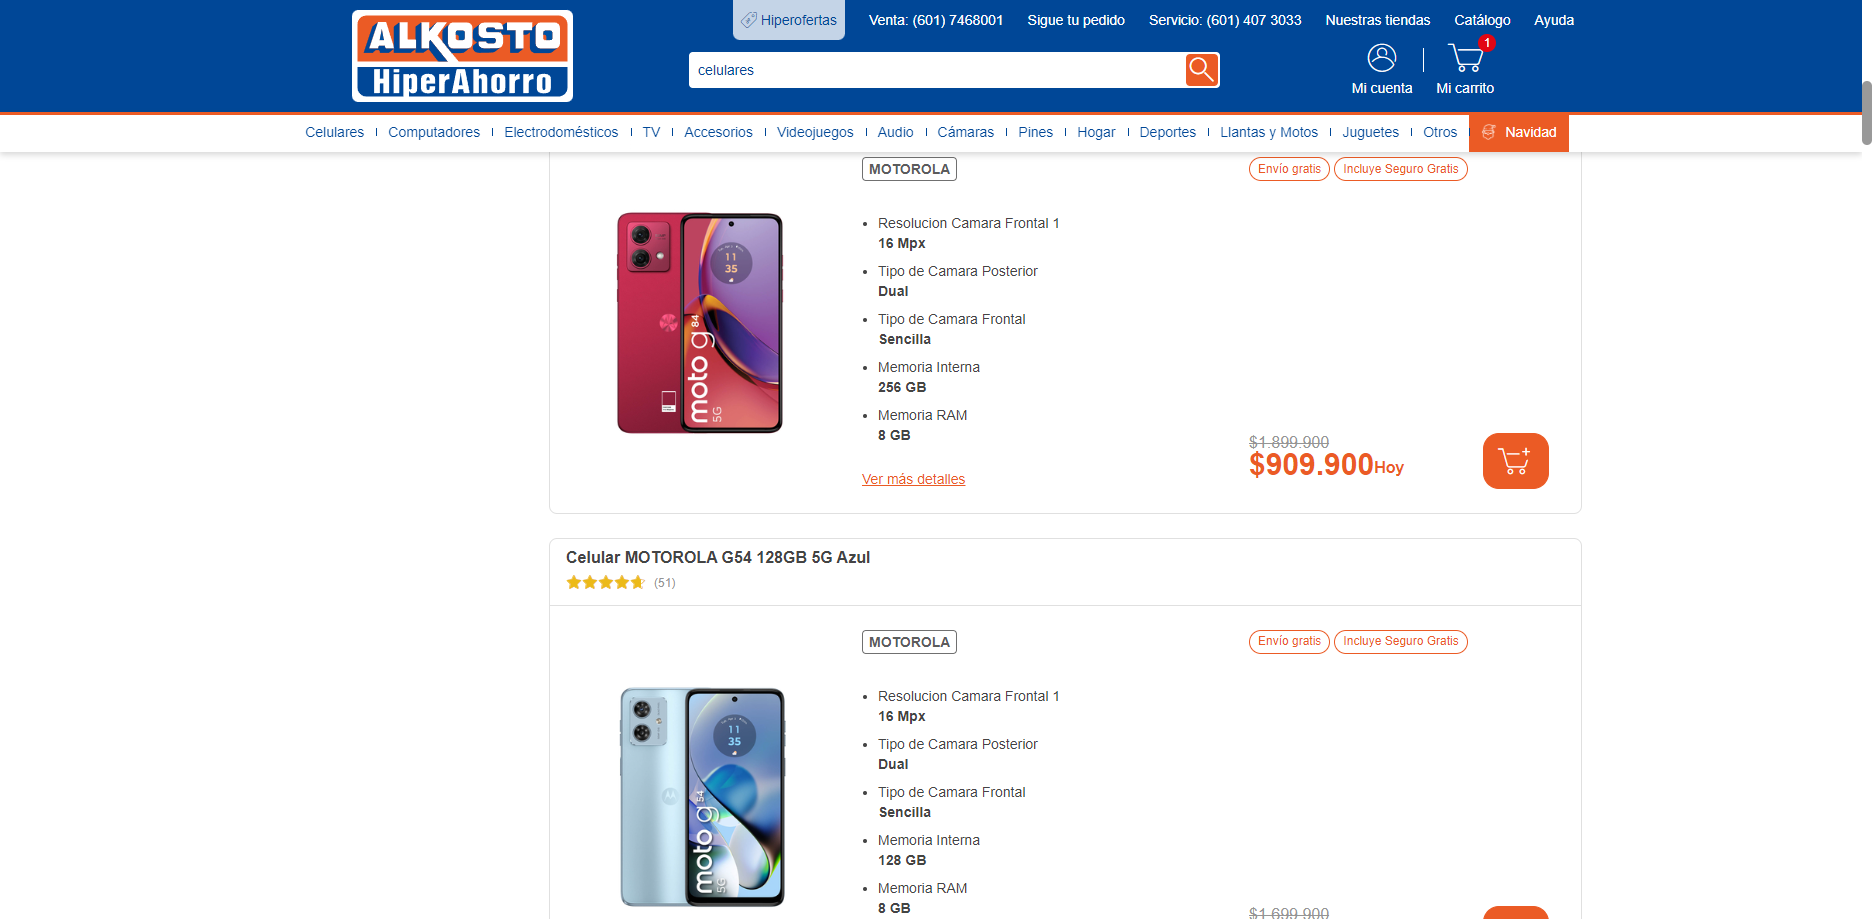 Hiperofertas
Venta: (601) 7468001
Sigue tu pedido
Servicio: (601) 407 3033
Nuestras tiendas
Catálogo
Ayuda
ALKOSTO
HiperAhorro
celulares
1
Mi cuenta
Mi carrito
Celulares
Computadores
Electrodomésticos
TV
Accesorios
Videojuegos
Audio
Cámaras
Pines
Hogar
Deportes
Llantas y Motos
Juguetes
Otros
Navidad
MOTOROLA
Envío gratis
Incluye Seguro Gratis
11
35
moto g84
5G
Resolucion Camara Frontal 1
16 Mpx
Tipo de Camara Posterior
Dual
Tipo de Camara Frontal
Sencilla
Memoria Interna
256 GB
Memoria RAM
8 GB
Ver más detalles
$1.899.900
$909.900Hoy
Celular MOTOROLA G54 128GB 5G Azul
(51)
MOTOROLA
Envío gratis
Incluye Seguro Gratis
11
35
moto g54
5G
Resolucion Camara Frontal 1
16 Mpx
Tipo de Camara Posterior
Dual
Tipo de Camara Frontal
Sencilla
Memoria Interna
128 GB
Memoria RAM
8 GB
$1.699.900